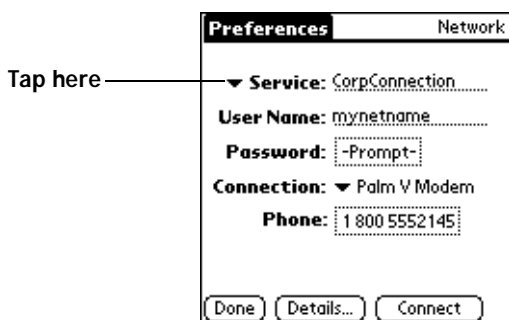 Preferences Network
Tap here Service: CorpConnection
User Name: mynetname
Password: -Prompt-
Connection: Palm V Modem
Phone: 1 800 5552145
Done Details... Connect